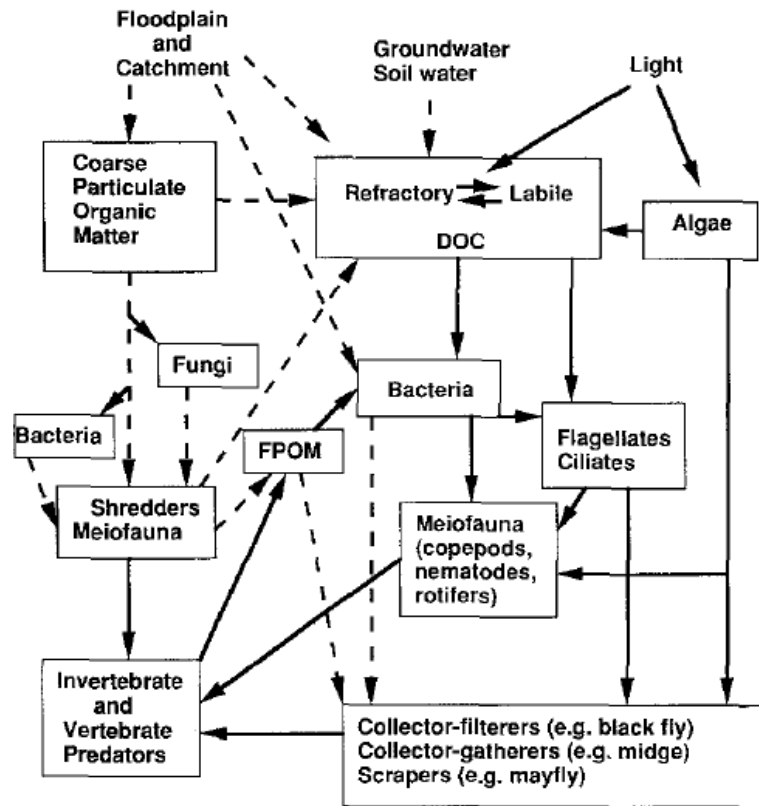 Floodplain
and
Catchment
Groundwater
Soil water
Light
Coarse
Particulate
Organic
Matter
Refractory
Labile
DOC
Algae
Fungi
Bacteria
Bacteria
FPOM
Flagellates
Ciliates
Shredders
Meiofauna
Meiofauna
(copepods,
nematodes,
rotifers)
Invertebrate
and
Vertebrate
Predators
Collector-filterers (e.g. black fly)
Collector-gatherers (e.g. midge)
Scrapers (e.g. mayfly)